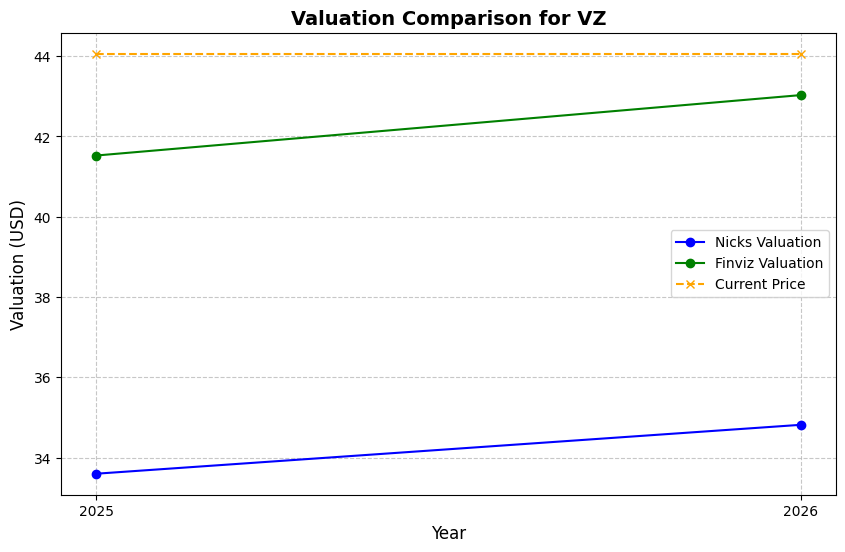 Valuation Comparison for VZ
Valuation (USD)
44
42
40
38
36
34
Nicks Valuation
Finviz Valuation
Current Price
2025
2026
Year